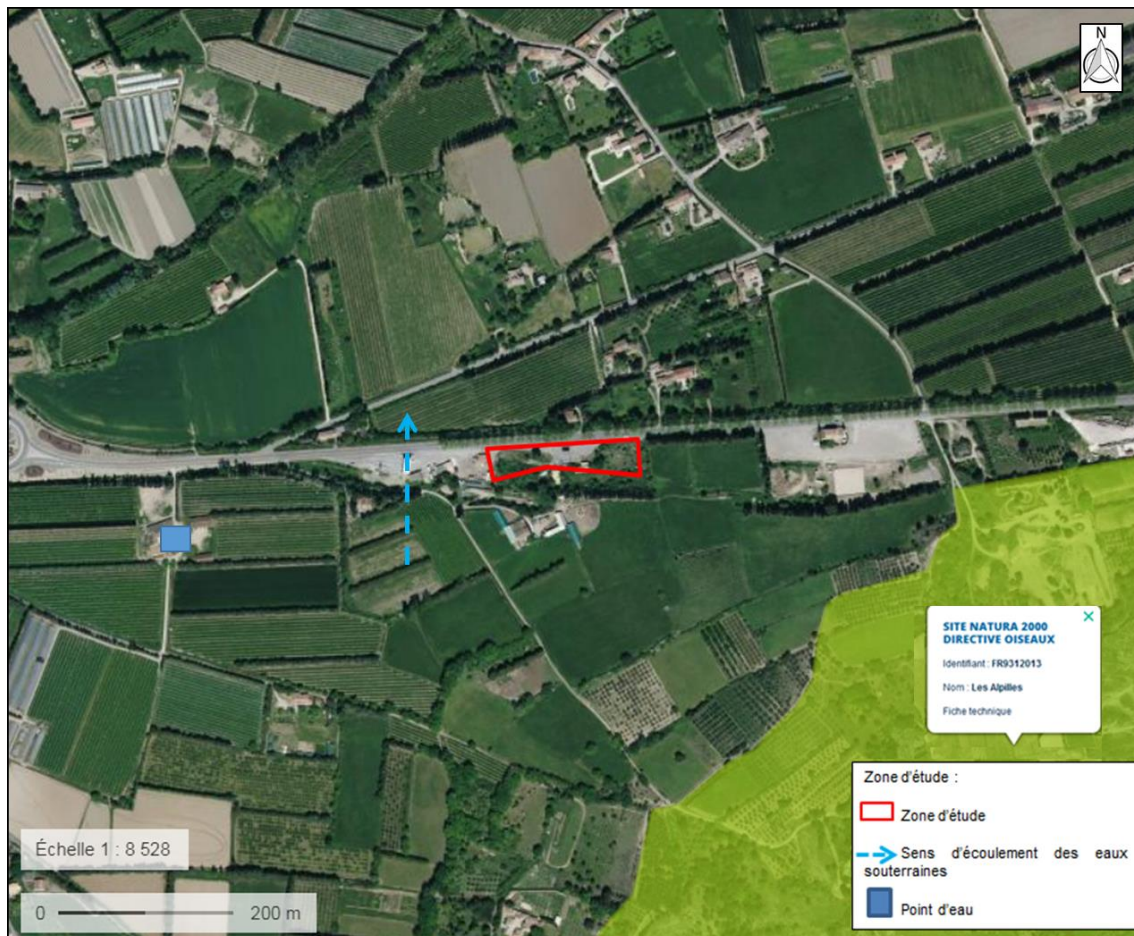 N
SITE NATURA 2000
DIRECTIVE OISEAUX
Identifiant : FR9312013
Nom : Les Alpilles
Fiche technique
Zone d'étude :
Zone d'étude
Sens d'écoulement des eaux
souterraines
Point d'eau
Échelle 1 : 8 528
0 200 m